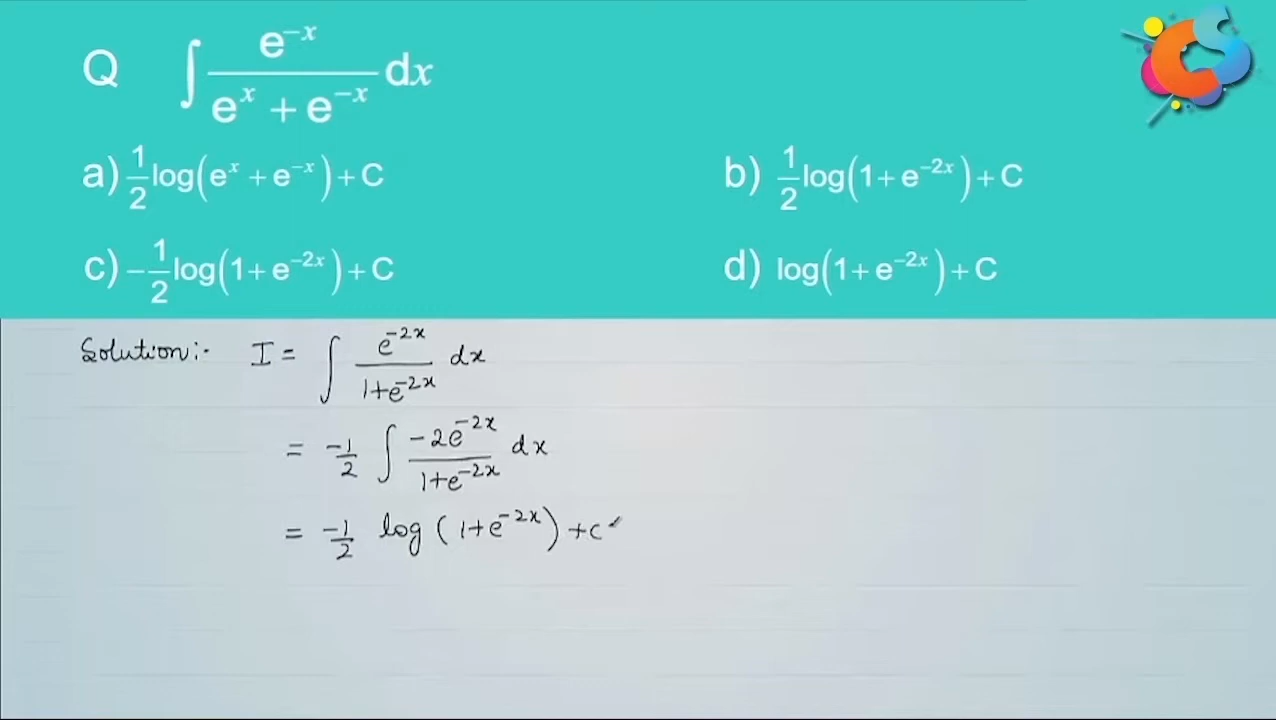 Q ∫ e^{-x} / (e^x + e^{-x}) dx
a) 1/2 log(e^x + e^{-x}) + C
b) 1/2 log(1 + e^{-2x}) + C
c) -1/2 log(1 + e^{-2x}) + C
d) log(1 + e^{-2x}) + C
Solution:- I = ∫ e^{-2x} / (1+e^{-2x}) dx
= -1/2 ∫ -2e^{-2x} / (1+e^{-2x}) dx
= -1/2 log (1+e^{-2x}) +c